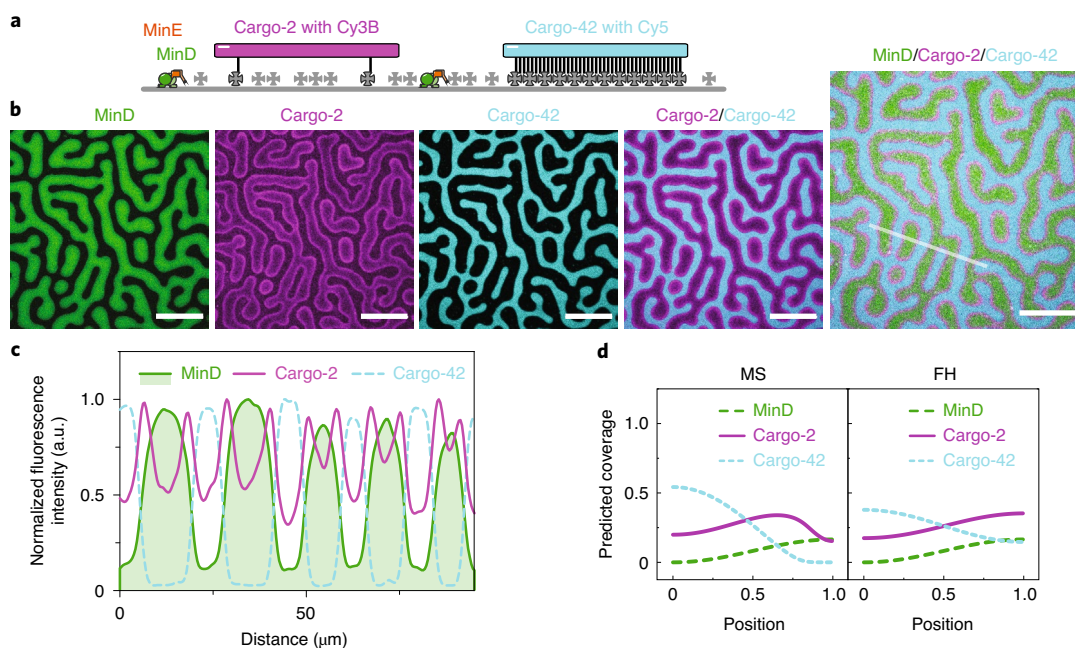 a
MinE
MinD
Cargo-2 with Cy3B
Cargo-42 with Cy5
MinD/Cargo-2/Cargo-42
b
MinD
Cargo-2
Cargo-42
Cargo-2/Cargo-42
c
MinD
Cargo-2
Cargo-42
1.0
0.5
0
0
50
Normalized fluorescence
intensity (a.u.)
Distance (μm)
d
MS
FH
MinD
Cargo-2
Cargo-42
MinD
Cargo-2
Cargo-42
1.0
0.5
0
Predicted coverage
0
0.5
1.0
0
0.5
1.0
Position
Position